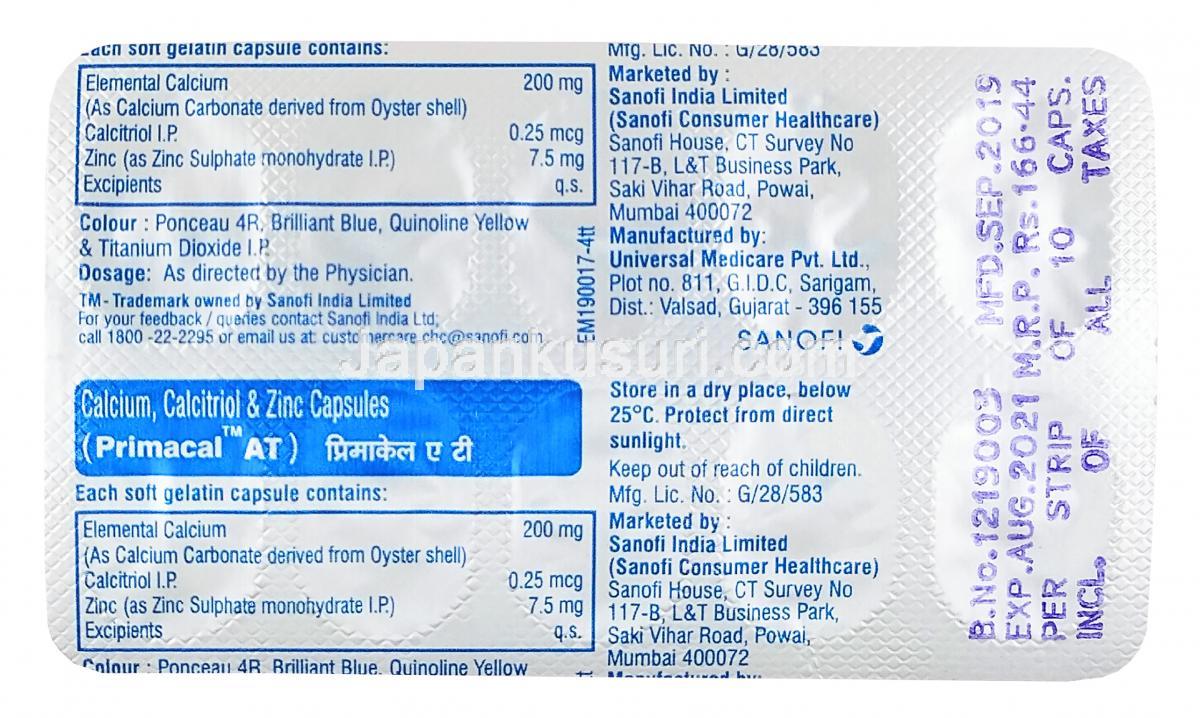 Each soft gelatin capsule contains:
Elemental Calcium 200 mg
(As Calcium Carbonate derived from Oyster shell)
Calcitriol I.P. 0.25 mcg
Zinc (as Zinc Sulphate monohydrate I.P.) 7.5 mg
Excipients q.s.
Colour : Ponceau 4R, Brilliant Blue, Quinoline Yellow
& Titanium Dioxide I.P.
Dosage: As directed by the Physician.
TM - Trademark owned by Sanofi India Limited
For your feedback / queries contact Sanofi India Ltd;
call 1800 -22-2295 or email us at: customercare.chc@sanofi.com
EM190017-4tt
Calcium, Calcitriol & Zinc Capsules
(Primacal™ AT) प्रिमाकेल ए टी
Each soft gelatin capsule contains:
Elemental Calcium 200 mg
(As Calcium Carbonate derived from Oyster shell)
Calcitriol I.P. 0.25 mcg
Zinc (as Zinc Sulphate monohydrate I.P.) 7.5 mg
Excipients q.s.
Colour : Ponceau 4R, Brilliant Blue, Quinoline Yellow
Mfg. Lic. No. : G/28/583
Marketed by :
Sanofi India Limited
(Sanofi Consumer Healthcare)
Sanofi House, CT Survey No
117-B, L&T Business Park,
Saki Vihar Road, Powai,
Mumbai 400072
Manufactured by:
Universal Medicare Pvt. Ltd.,
Plot no. 811, G.I.D.C, Sarigam,
Dist.: Valsad, Gujarat - 396 155
SANOFI
Store in a dry place, below
25°C. Protect from direct
sunlight.
Keep out of reach of children.
Mfg. Lic. No. : G/28/583
Marketed by :
Sanofi India Limited
(Sanofi Consumer Healthcare)
Sanofi House, CT Survey No
117-B, L&T Business Park,
Saki Vihar Road, Powai,
Mumbai 400072
Manufactured by:
B.No.1219003 MFD.SEP.2019
EXP.AUG.2021 M.R.P. Rs.166.44
PER STRIP OF 10 CAPS.
INCL. OF ALL TAXES
Japankusuri.com